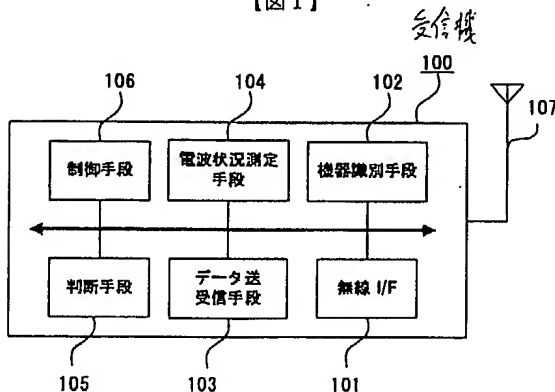 【図1】
受信機
100
106
104
102
107
制御手段
電波状況測定
手段
機器識別手段
判断手段
データ送
受信手段
無線 I/F
105
103
101